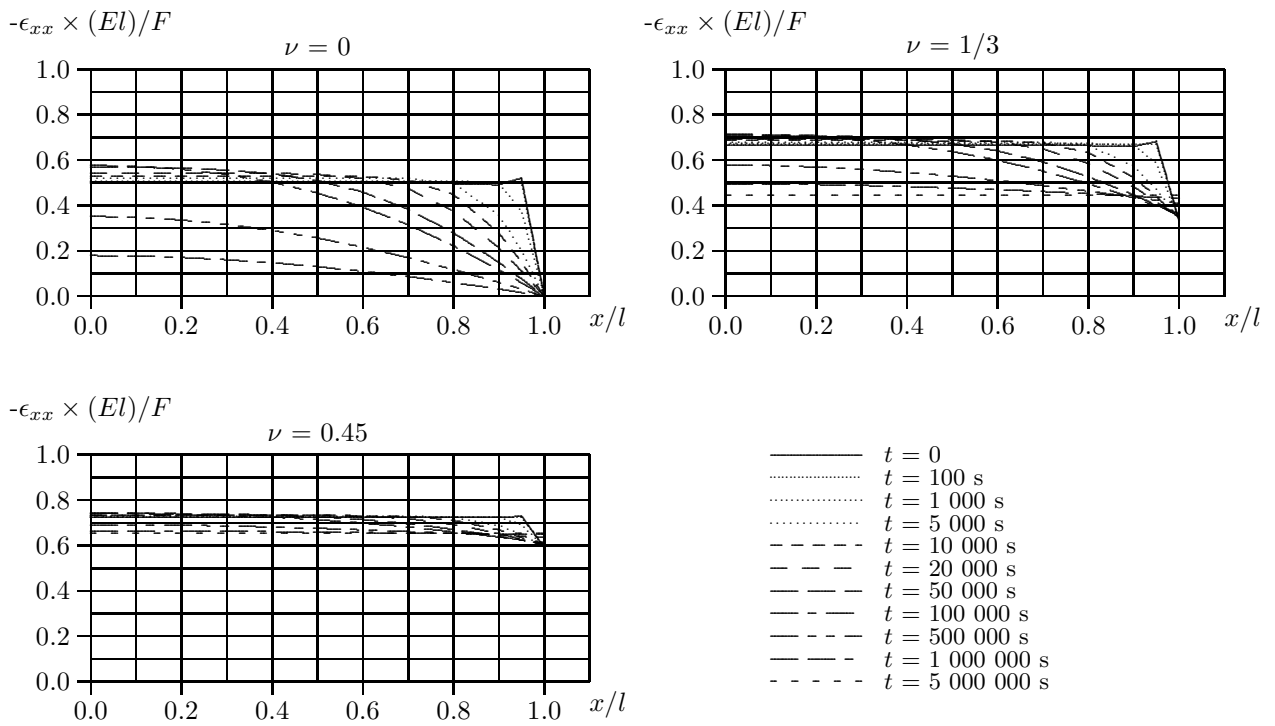 -ϵxx × (El)/F
ν = 0
1.0
0.8
0.6
0.4
0.2
0.0
0.0 0.2 0.4 0.6 0.8 1.0 x/l
-ϵxx × (El)/F
ν = 1/3
1.0
0.8
0.6
0.4
0.2
0.0
0.0 0.2 0.4 0.6 0.8 1.0 x/l
-ϵxx × (El)/F
ν = 0.45
1.0
0.8
0.6
0.4
0.2
0.0
0.0 0.2 0.4 0.6 0.8 1.0 x/l
t = 0
t = 100 s
t = 1 000 s
t = 5 000 s
t = 10 000 s
t = 20 000 s
t = 50 000 s
t = 100 000 s
t = 500 000 s
t = 1 000 000 s
t = 5 000 000 s